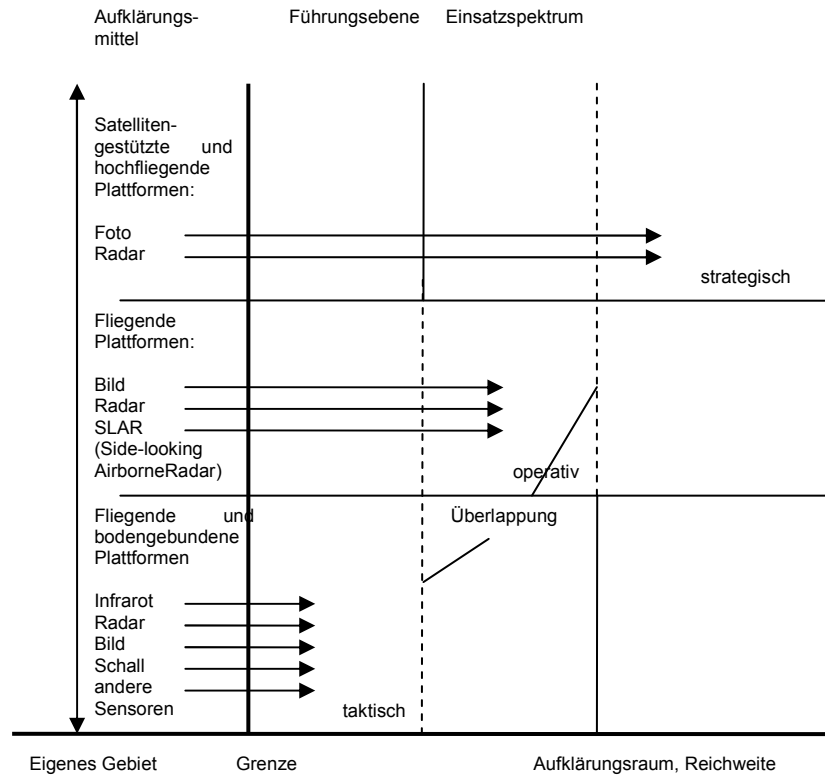 Aufklärungs-
mittel
Führungsebene
Einsatzspektrum
Satelliten-
gestützte und
hochfliegende
Plattformen:
Foto
Radar
strategisch
Fliegende
Plattformen:
Bild
Radar
SLAR
(Side-looking
AirborneRadar)
operativ
Fliegende und
bodengebundene
Plattformen
Überlappung
Infrarot
Radar
Bild
Schall
andere
Sensoren
taktisch
Eigenes Gebiet
Grenze
Aufklärungsraum, Reichweite